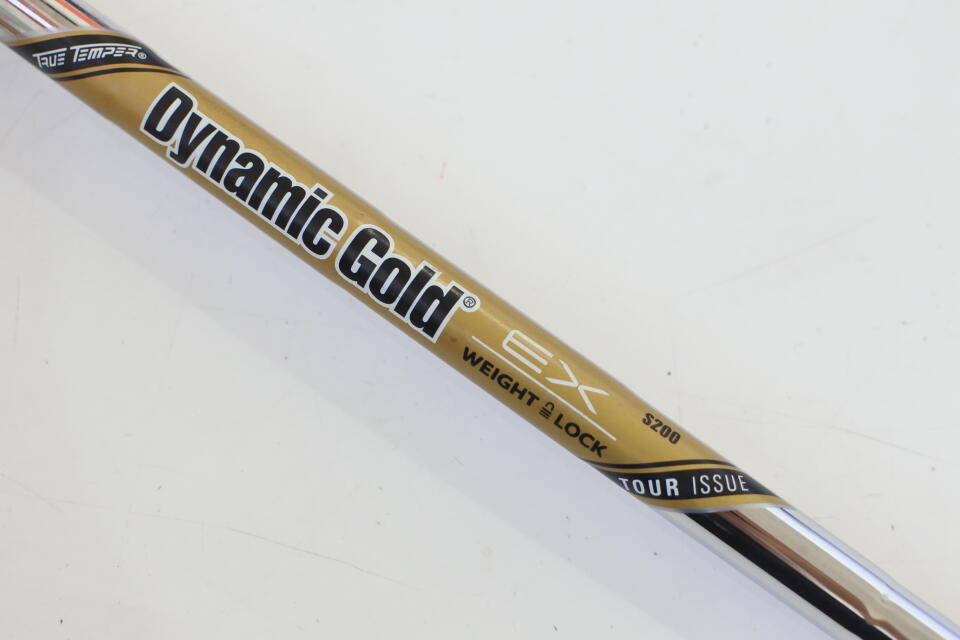 TRUE TEMPER®
Dynamic Gold®
EX
WEIGHT LOCK
S200
TOUR ISSUE